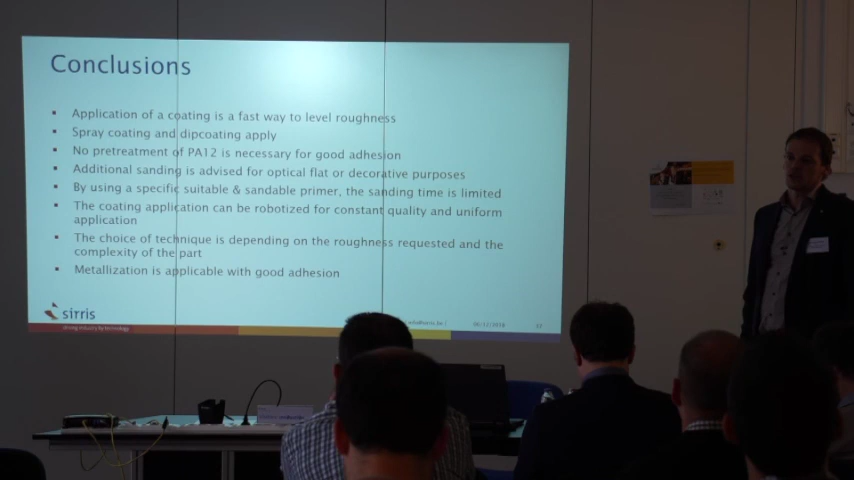 Conclusions
▪ Application of a coating is a fast way to level roughness
▪ Spray coating and dipcoating apply
▪ No pretreatment of PA12 is necessary for good adhesion
▪ Additional sanding is advised for optical flat or decorative purposes
▪ By using a specific suitable & sandable primer, the sanding time is limited
▪ The coating application can be robotized for constant quality and uniform
application
▪ The choice of technique is depending on the roughness requested and the
complexity of the part
▪ Metallization is applicable with good adhesion
sirris
driving industry by technology